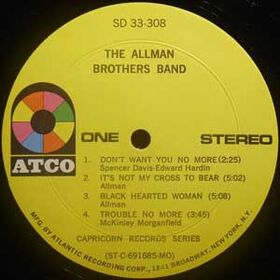 SD 33-308
THE ALLMAN
BROTHERS BAND
ATCO
ONE
STEREO
1. DON'T WANT YOU NO MORE (2:25)
Spencer Davis-Edward Hardin
2. IT'S NOT MY CROSS TO BEAR (5:02)
Allman
3. BLACK HEARTED WOMAN (5:08)
Allman
4. TROUBLE NO MORE (3:45)
McKinley Morganfield
CAPRICORN RECORDS SERIES
(ST-C-691685-MO)
MFG. BY ATLANTIC RECORDING CORP., 1841 BROADWAY, NEW YORK, N.Y.